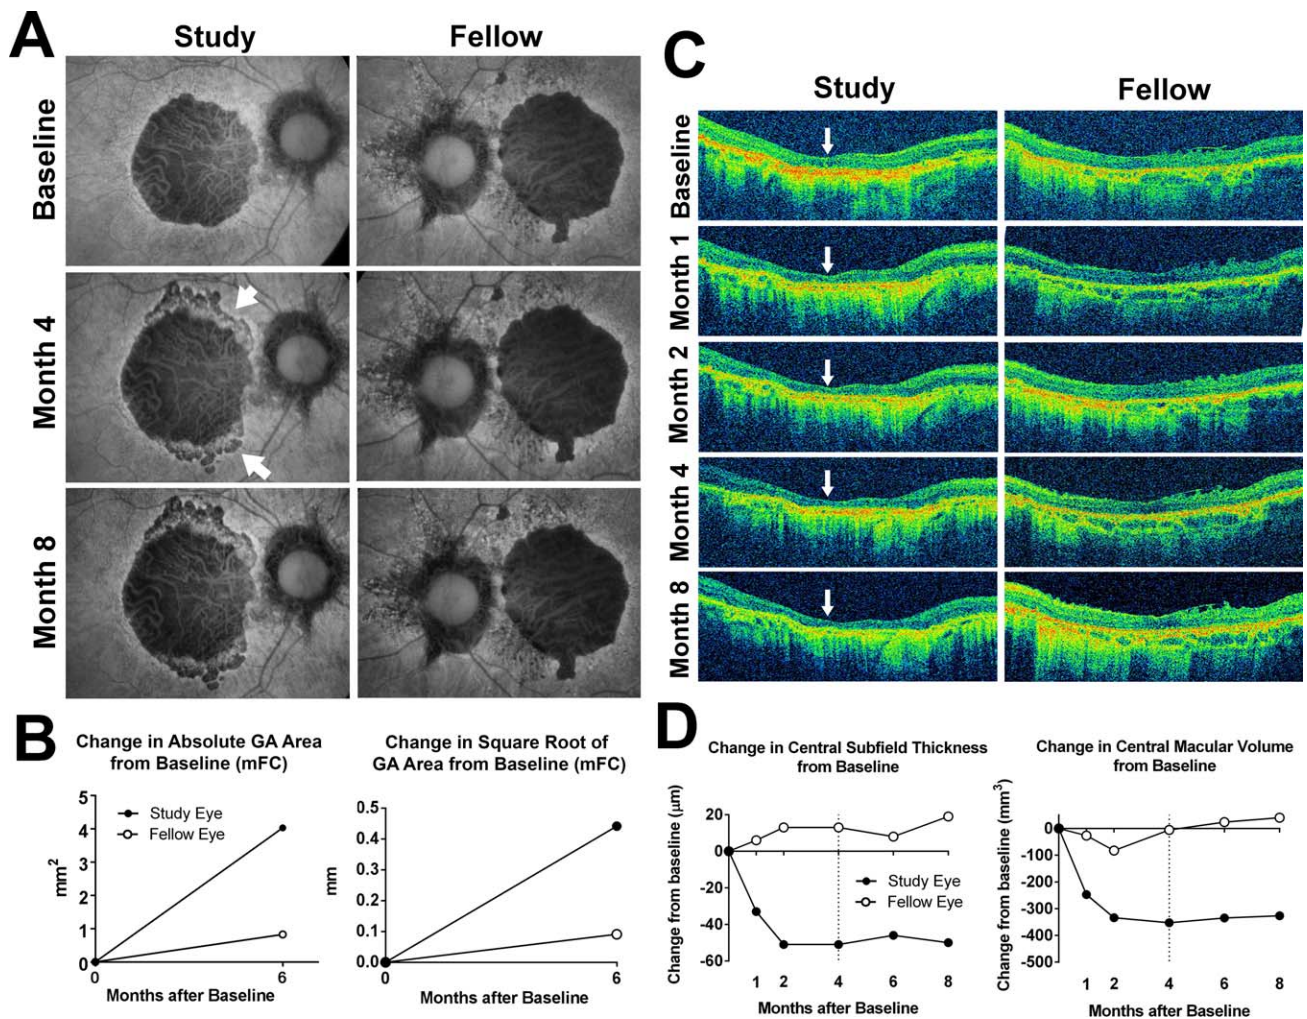 A
Study
Fellow
Baseline
Month 4
Month 8
B
Change in Absolute GA Area
from Baseline (mFC)
5
4
3
2
1
0
mm2
Study Eye
Fellow Eye
0
6
Months after Baseline
Change in Square Root of
GA Area from Baseline (mFC)
0.5
0.4
0.3
0.2
0.1
0.0
mm
0
6
Months after Baseline
C
Study
Fellow
Baseline
Month 1
Month 2
Month 4
Month 8
D
Change in Central Subfield Thickness
from Baseline
Change from baseline (μm)
20
0
-20
-40
-60
Study Eye
Fellow Eye
1 2 4 6 8
Months after Baseline
Change in Central Macular Volume
from Baseline
Change from baseline (mm3)
0
-100
-200
-300
-400
-500
1 2 4 6 8
Months after Baseline